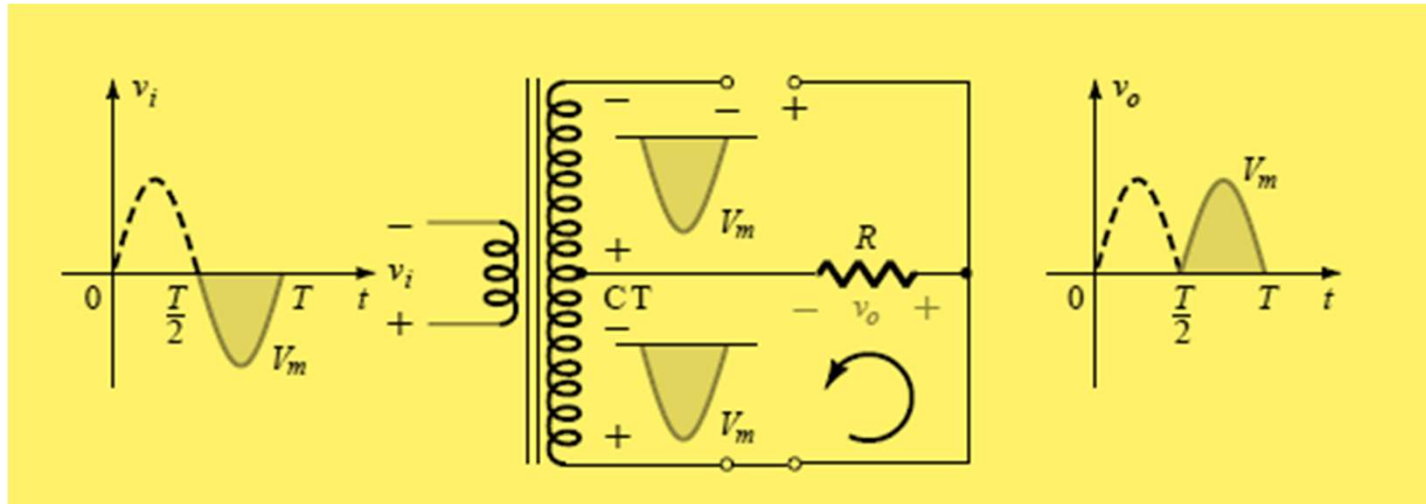 v_i
0 T/2 T t
V_m
−
v_i
+
− − +
V_m
+
CT
R
− v_o +
−
V_m
+
v_o
V_m
0 T/2 T t